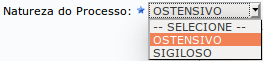 Natureza do Processo: OSTENSIVO
-- SELECIONE --
OSTENSIVO
SIGILOSO